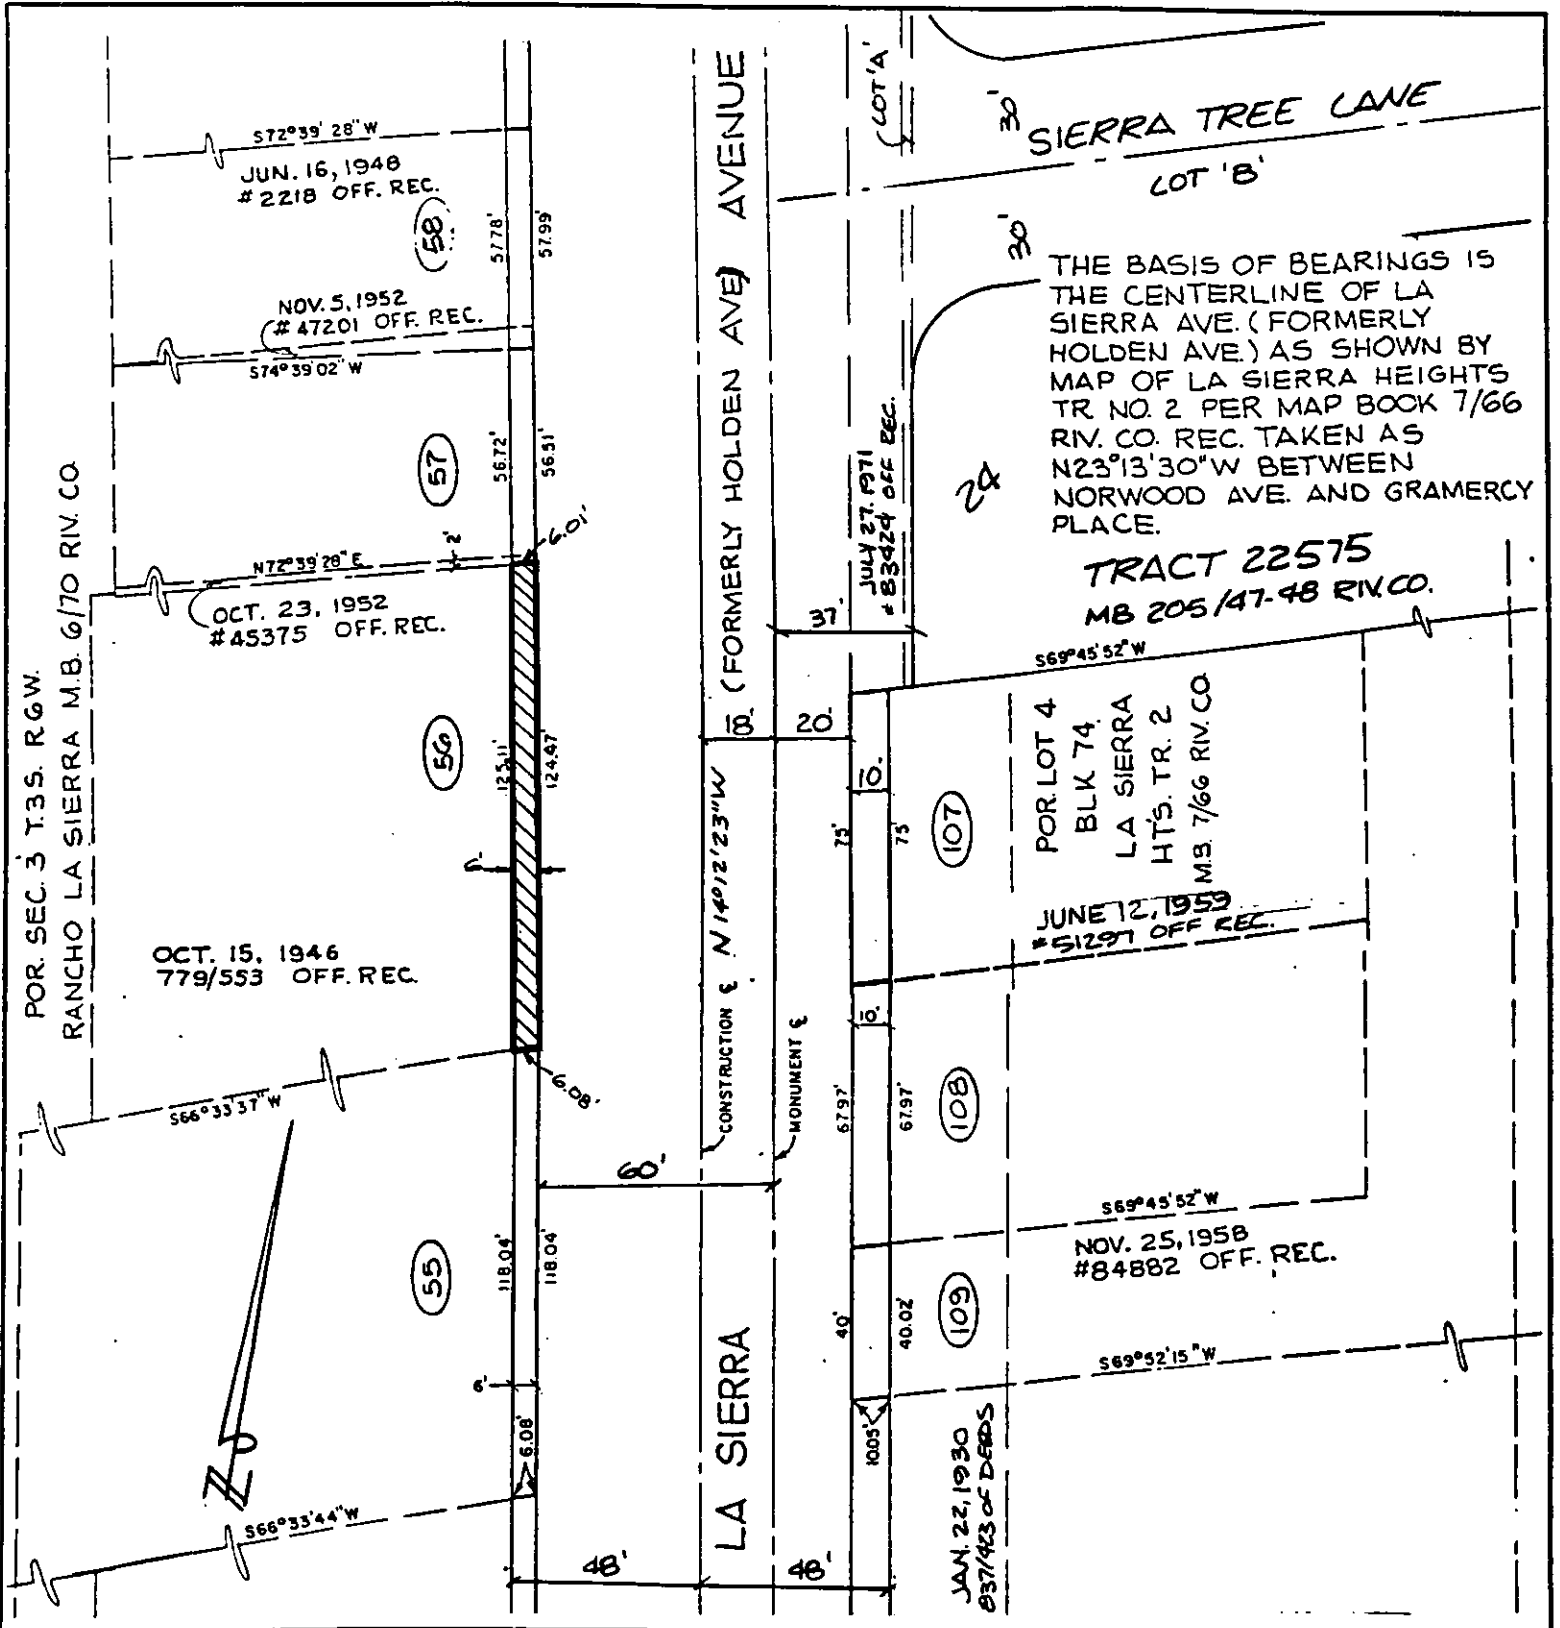 S72°39'28"W
JUN. 16, 1948
#2218 OFF. REC.
58
57.78'
57.99'
NOV. 5, 1952
#47201 OFF. REC.
S74°39'02"W
57
56.72'
56.51'
6.01'
2'
N72°39'28"E
OCT. 23, 1952
#45375 OFF. REC.
POR. SEC. 3 T.3S. R6W.
RANCHO LA SIERRA M.B. 6/70 RIV. CO.
56
125.11'
124.47'
6'
OCT. 15, 1946
779/553 OFF. REC.
S66°33'37"W
6.08'
55
118.04'
118.04'
6'
6.08'
N
S66°33'44"W
48'
48'
60'
LA SIERRA (FORMERLY HOLDEN AVE) AVENUE
CONSTRUCTION ℄ N14°12'23"W
MONUMENT ℄
18'
20'
37'
LOT 'A'
JULY 27, 1971
#83424 OFF REC.
30'
SIERRA TREE LANE
LOT 'B'
30'
24
THE BASIS OF BEARINGS IS
THE CENTERLINE OF LA
SIERRA AVE. (FORMERLY
HOLDEN AVE.) AS SHOWN BY
MAP OF LA SIERRA HEIGHTS
TR NO. 2 PER MAP BOOK 7/66
RIV. CO. REC. TAKEN AS
N23°13'30"W BETWEEN
NORWOOD AVE. AND GRAMERCY
PLACE.
TRACT 22575
MB 205/47-48 RIV.CO.
S69°45'52"W
10'
75'
75'
107
POR. LOT 4
BLK 74
LA SIERRA
HT'S. TR. 2
M.B. 7/66 RIV. CO.
JUNE 12, 1959
#51297 OFF REC.
10'
67.97'
67.97'
108
S69°45'52"W
NOV. 25, 1958
#84882 OFF. REC.
40'
40.02'
109
S69°52'15"W
10.05'
JAN. 22, 1930
837/423 OF DEEDS